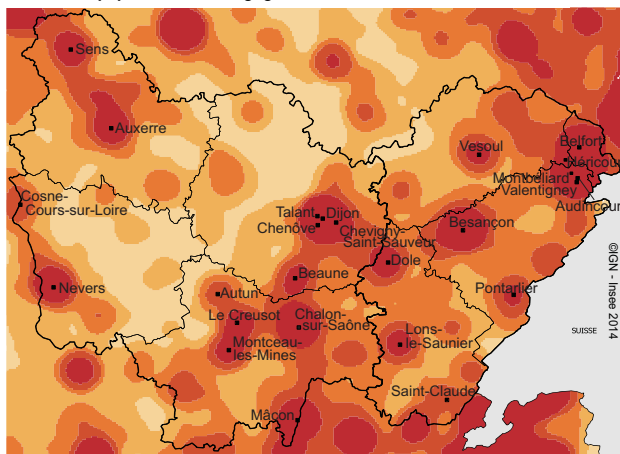 Sens
Auxerre
Vesoul
Belfort
Héricourt
Montbéliard
Valentigney
Audincourt
Cosne-
Cours-sur-Loire
Talant
Dijon
Chenôve
Chevigny-
Saint-Sauveur
Besançon
Dole
Nevers
Beaune
Autun
Pontarlier
Le Creusot
Chalon-
sur-Saône
Montceau-
les-Mines
Lons-
le-Saunier
SUISSE
Saint-Claude
Mâcon
©IGN - Insee 2014